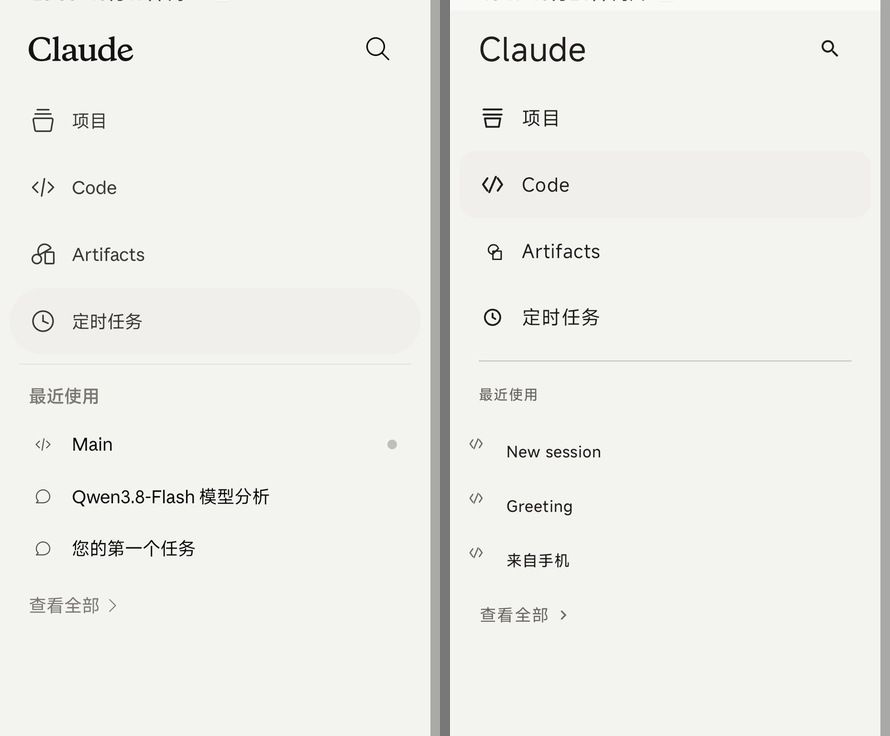 Claude
项目
Code
Artifacts
定时任务
最近使用
Main
Qwen3.8-Flash 模型分析
您的第一个任务
查看全部
Claude
项目
Code
Artifacts
定时任务
最近使用
New session
Greeting
来自手机
查看全部